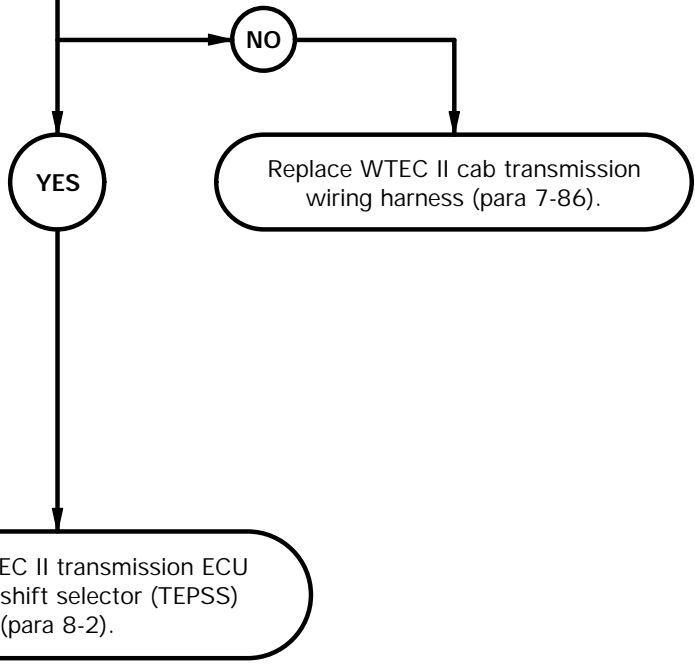 NO
YES
Replace WTEC II cab transmission
wiring harness (para 7-86).
EC II transmission ECU
shift selector (TEPSS)
(para 8-2).